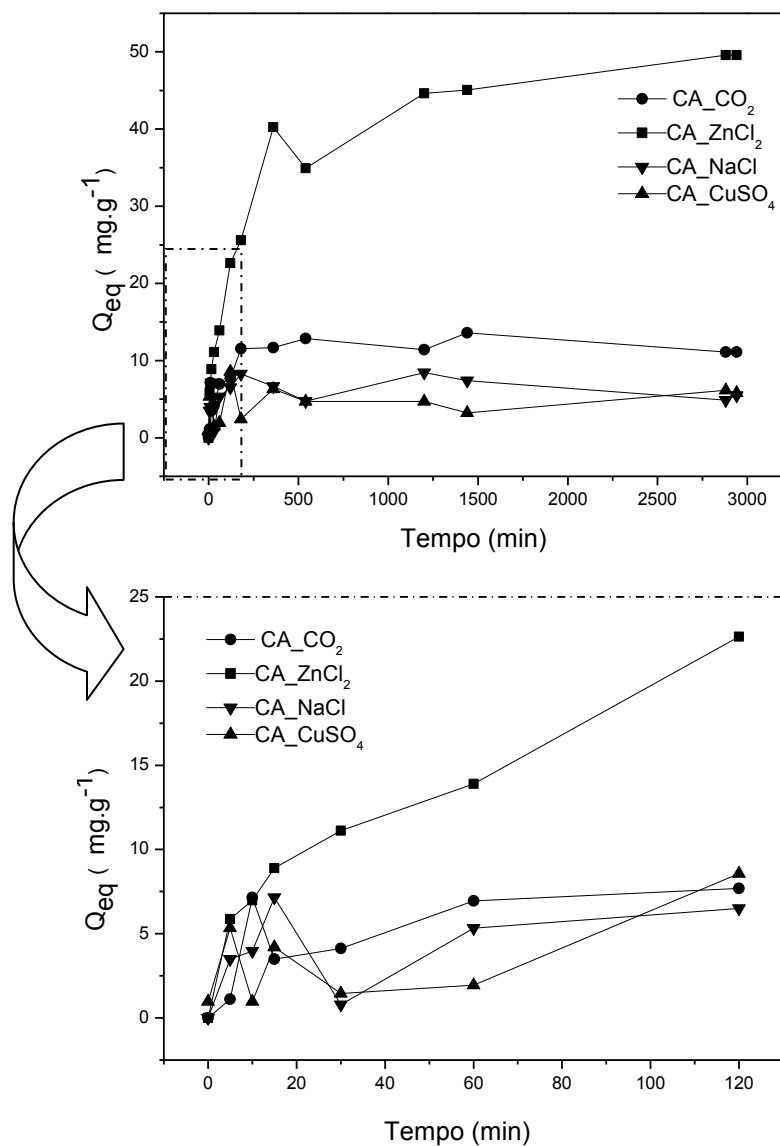 50
40
30
20
10
0
Q_eq ( mg.g⁻¹)
CA_CO₂
CA_ZnCl₂
CA_NaCl
CA_CuSO₄
0 500 1000 1500 2000 2500 3000
Tempo (min)
25
20
15
10
5
0
Q_eq ( mg.g⁻¹)
CA_CO₂
CA_ZnCl₂
CA_NaCl
CA_CuSO₄
0 20 40 60 80 100 120
Tempo (min)